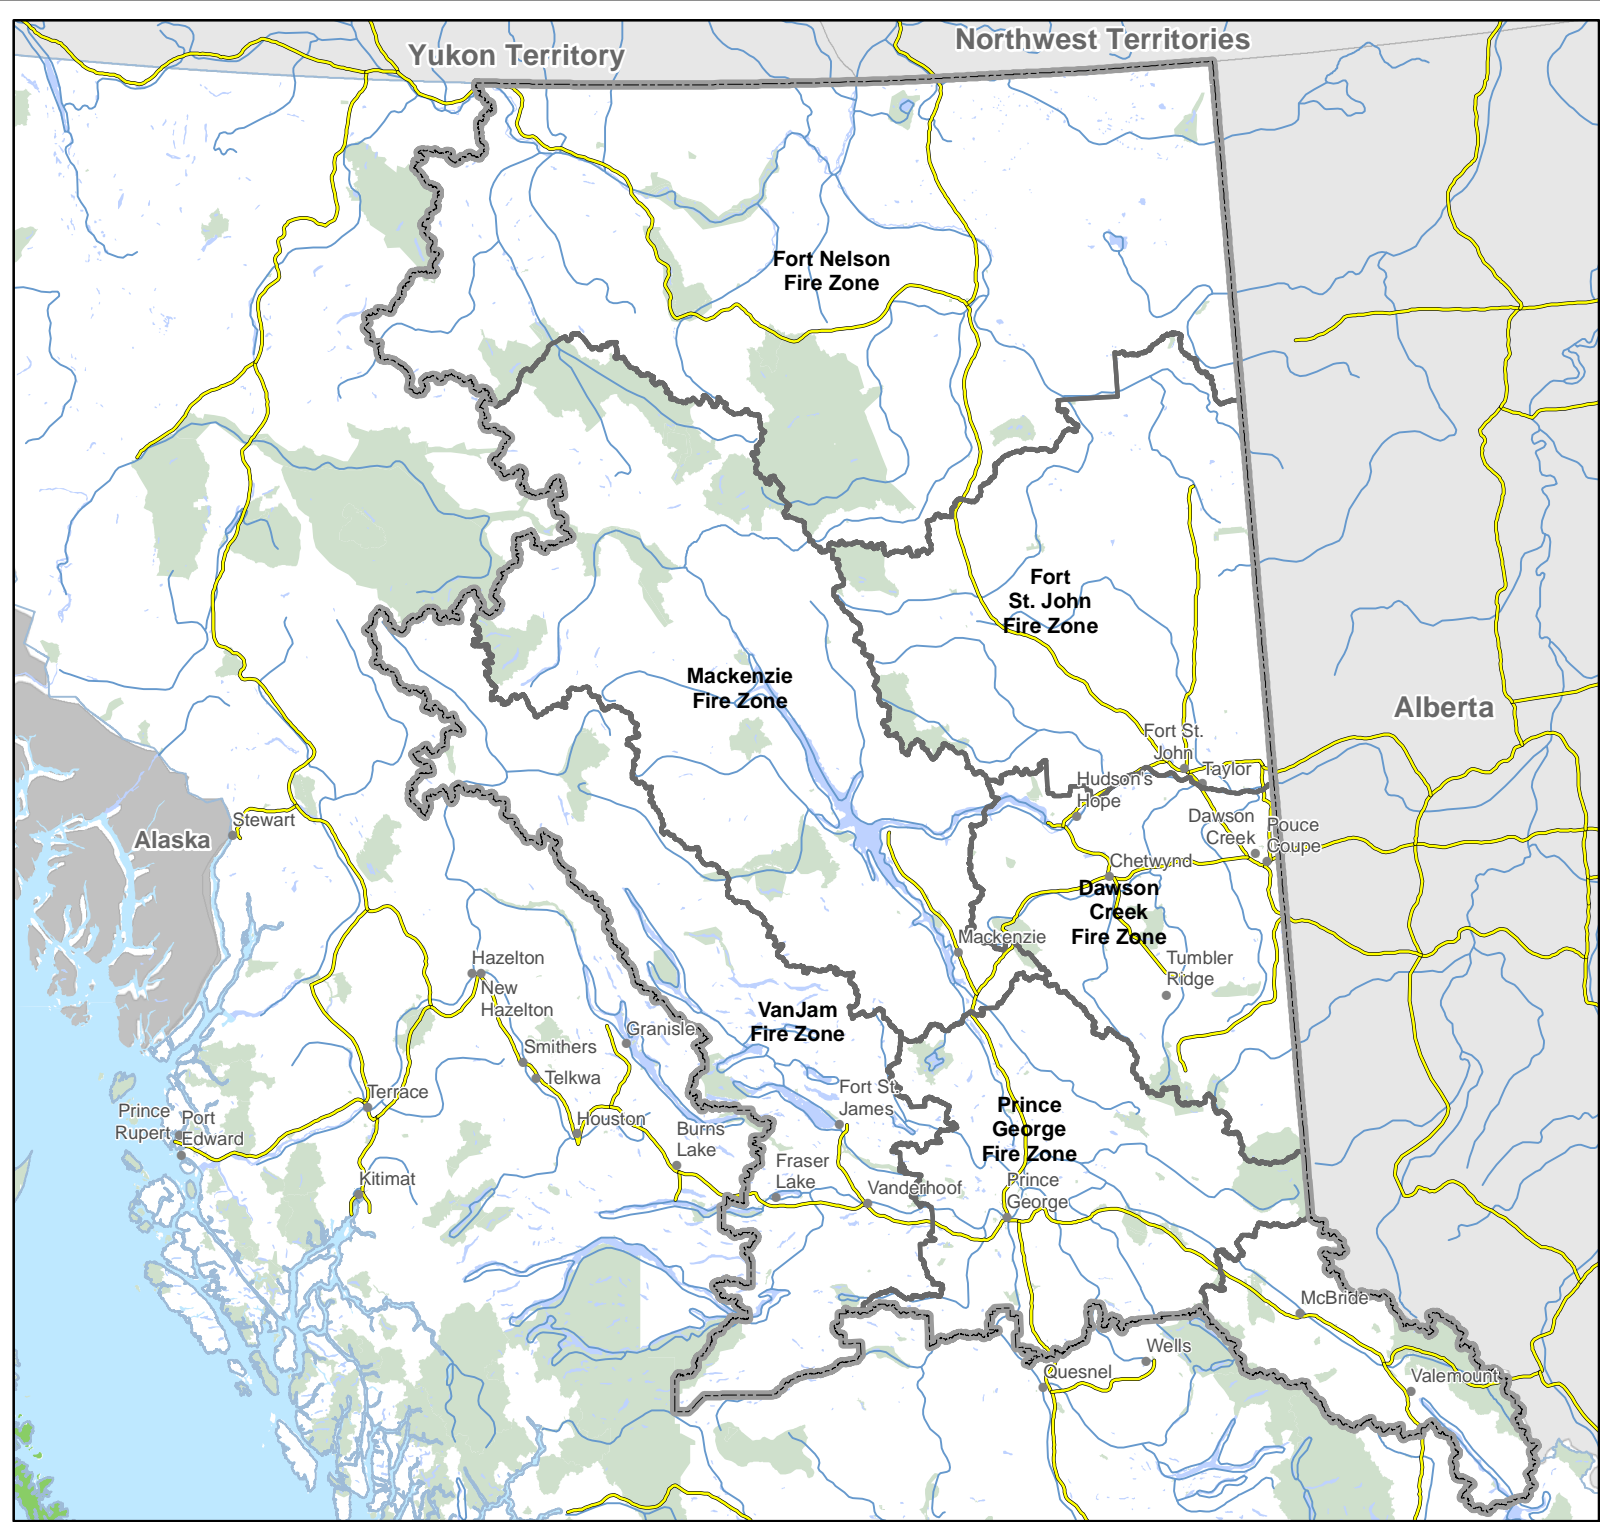 Yukon Territory
Northwest Territories
Fort Nelson
Fire Zone
Fort
St. John
Fire Zone
Mackenzie
Fire Zone
Alberta
Fort St.
John
Taylor
Hudson's
Hope
Dawson
Creek
Pouce
Coupe
Stewart
Alaska
Chetwynd
Dawson
Creek
Fire Zone
Mackenzie
Tumbler
Ridge
Hazelton
New
Hazelton
VanJam
Fire Zone
Granisle
Smithers
Telkwa
Terrace
Fort St.
James
Prince
George
Fire Zone
Prince
Rupert
Port
Edward
Houston
Burns
Lake
Fraser
Lake
Kitimat
Vanderhoof
Prince
George
McBride
Wells
Quesnel
Valemount